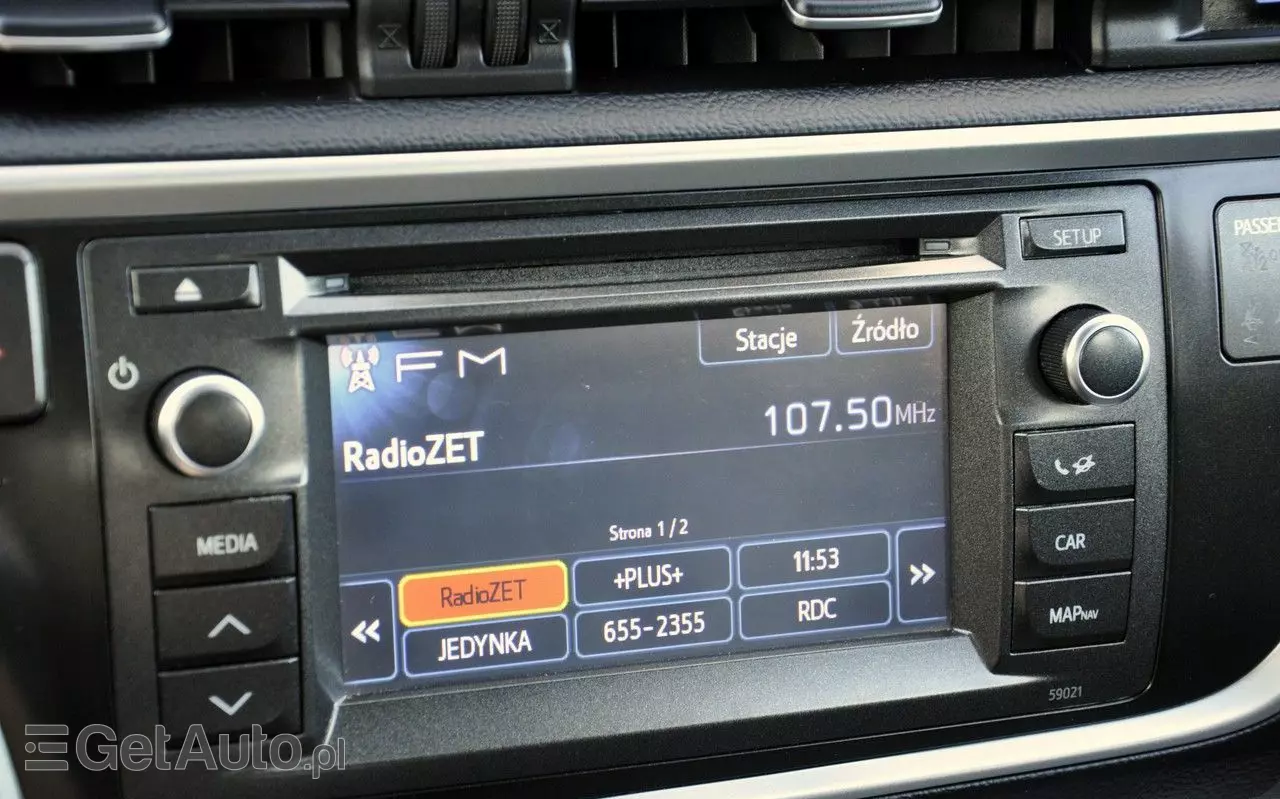 SETUP
PASSE
Stacje
Źródło
FM
107.50MHz
RadioZET
MEDIA
CAR
Strona 1/2
RadioZET
+PLUS+
11:53
JEDYNKA
655-2355
RDC
MAPNAV
59021
GetAuto.pl